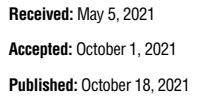 Received: May 5, 2021
Accepted: October 1, 2021
Published: October 18, 2021